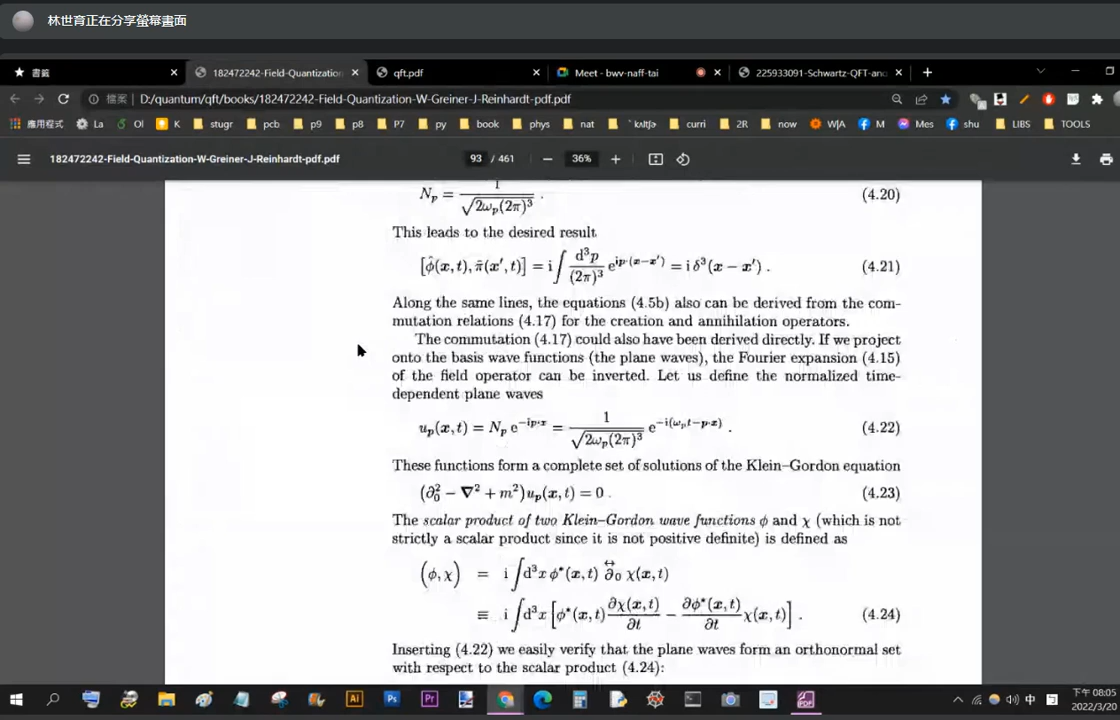 林世育正在分享螢幕畫面
書籤
182472242-Field-Quantization
qft.pdf
Meet - bwv-naff-tai
225933091-Schwartz-QFT-and
檔案 D:/quantum/qft/books/182472242-Field-Quantization-W-Greiner-J-Reinhardt-pdf.pdf
應用程式 La Ol K stugr pcb p9 p8 P7 py book phys nat curri 2R now W|A M Mes shu LIBS TOOLS
182472242-Field-Quantization-W-Greiner-J-Reinhardt-pdf.pdf 93 / 461 − 36% +
N_p = 1/√(2ω_p(2π)³) . (4.20)
This leads to the desired result
[φ̂(x,t), π̂(x′,t)] = i ∫ d³p/(2π)³ e^{ip·(x−x′)} = i δ³(x − x′) . (4.21)
Along the same lines, the equations (4.5b) also can be derived from the com-
mutation relations (4.17) for the creation and annihilation operators.
The commutation (4.17) could also have been derived directly. If we project
onto the basis wave functions (the plane waves), the Fourier expansion (4.15)
of the field operator can be inverted. Let us define the normalized time-
dependent plane waves
u_p(x,t) = N_p e^{−ip·x} = 1/√(2ω_p(2π)³) e^{−i(ω_p t−p·x)} . (4.22)
These functions form a complete set of solutions of the Klein–Gordon equation
(∂₀² − ∇² + m²)u_p(x,t) = 0 . (4.23)
The scalar product of two Klein–Gordon wave functions φ and χ (which is not
strictly a scalar product since it is not positive definite) is defined as
(φ,χ) = i ∫d³x φ*(x,t) ∂↔₀ χ(x,t)
≡ i ∫d³x [φ*(x,t) ∂χ(x,t)/∂t − ∂φ*(x,t)/∂t χ(x,t)] . (4.24)
Inserting (4.22) we easily verify that the plane waves form an orthonormal set
with respect to the scalar product (4.24):
中
下午 08:05
2022/3/20